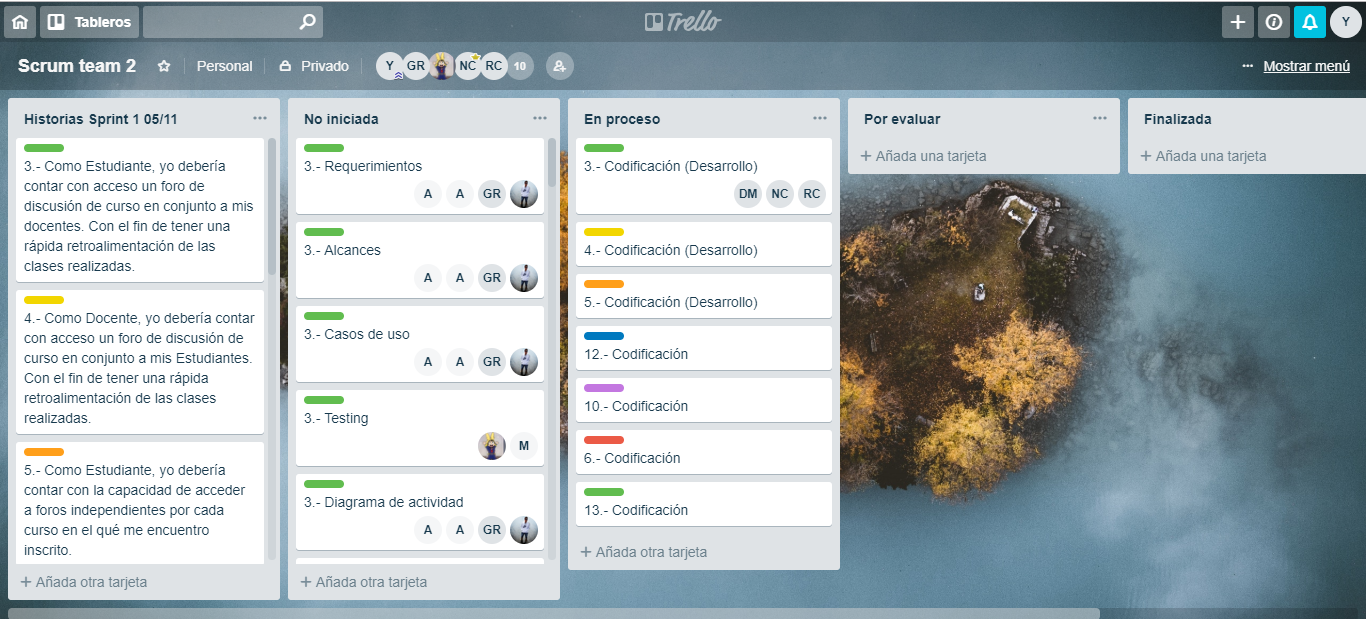 Tableros
Trello
Y
Scrum team 2
Personal
Privado
Y
GR
NC
RC
10
Mostrar menú
Historias Sprint 1 05/11
3.- Como Estudiante, yo debería
contar con acceso un foro de
discusión de curso en conjunto a mis
docentes. Con el fin de tener una
rápida retroalimentación de las
clases realizadas.
4.- Como Docente, yo debería contar
con acceso un foro de discusión de
curso en conjunto a mis Estudiantes.
Con el fin de tener una rápida
retroalimentación de las clases
realizadas.
5.- Como Estudiante, yo debería
contar con la capacidad de acceder
a foros independientes por cada
curso en el qué me encuentro
inscrito.
+ Añada otra tarjeta
No iniciada
3.- Requerimientos
A A GR
3.- Alcances
A A GR
3.- Casos de uso
A A GR
3.- Testing
M
3.- Diagrama de actividad
A A GR
+ Añada otra tarjeta
En proceso
3.- Codificación (Desarrollo)
DM NC RC
4.- Codificación (Desarrollo)
5.- Codificación (Desarrollo)
12.- Codificación
10.- Codificación
6.- Codificación
13.- Codificación
+ Añada otra tarjeta
Por evaluar
+ Añada una tarjeta
Finalizada
+ Añada una tarjeta